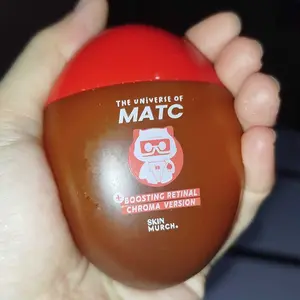 THE UNIVERSE OF
MATC
+BOOSTING RETINAL
CHROMA VERSION
SKIN
MURCH.